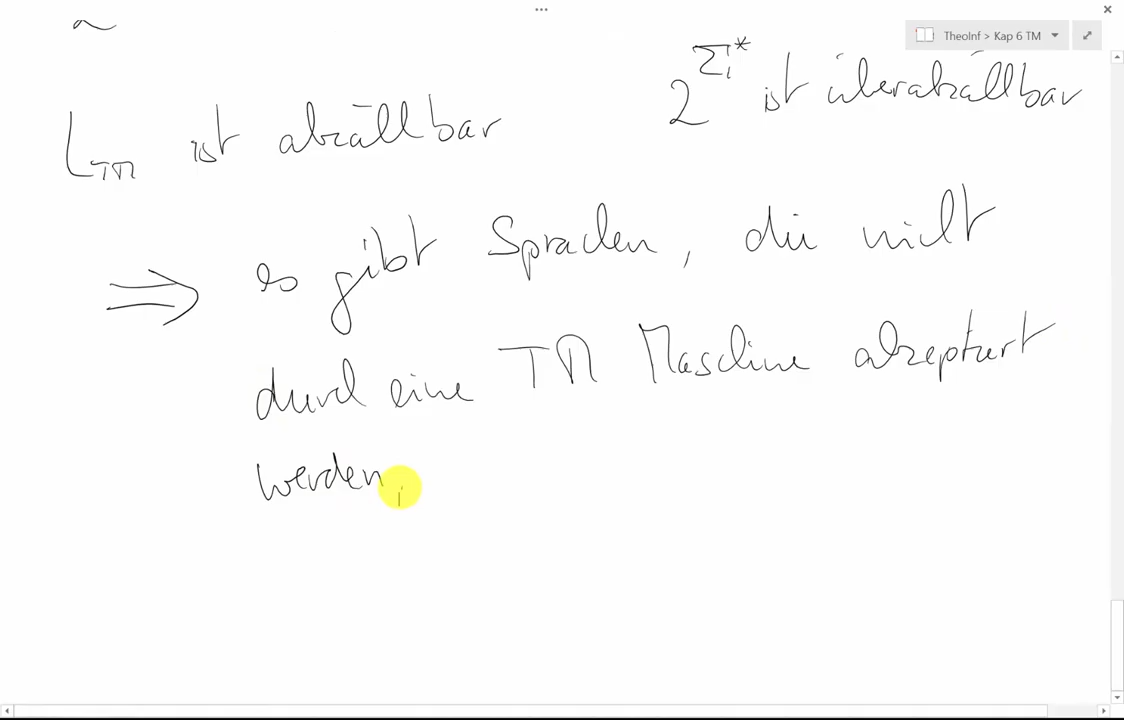 TheoInf > Kap 6 TM
L_TM ist abzählbar
2^Σ* ist überabzählbar
⇒ es gibt Sprachen, die nicht
durch eine TM Maschine akzeptiert
werden,